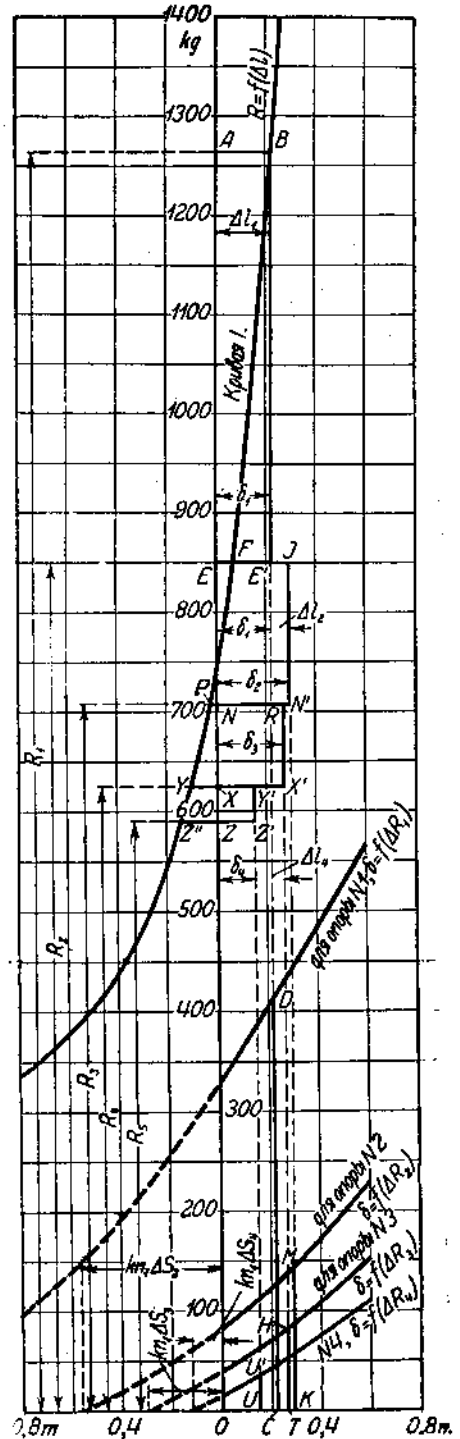 1400
kg
R=f(Δl)
1300
A B
1200
Δl₁
1100
Кривая I.
1000
900
δ₁
F J
E E'
800
δ₁ Δl₂
δ₂
P
700 N R N'
δ₃
Y X Y' X'
600
Z" Z Z'
δ₄ Δl₄
R₁
500
для опоры N1, δ=f(ΔR₁)
R₂
400
D
R₃
R₄
300
R₅
200
для опоры N2
δ=f(ΔR₂)
km₁ΔS₂
km₁ΔS₄
100
для опоры N3
δ=f(ΔR₃)
km₁ΔS₃
H
U'
N4, δ=f(ΔR₄)
U C T K
0,8m 0,4 0 0,4 0,8m.